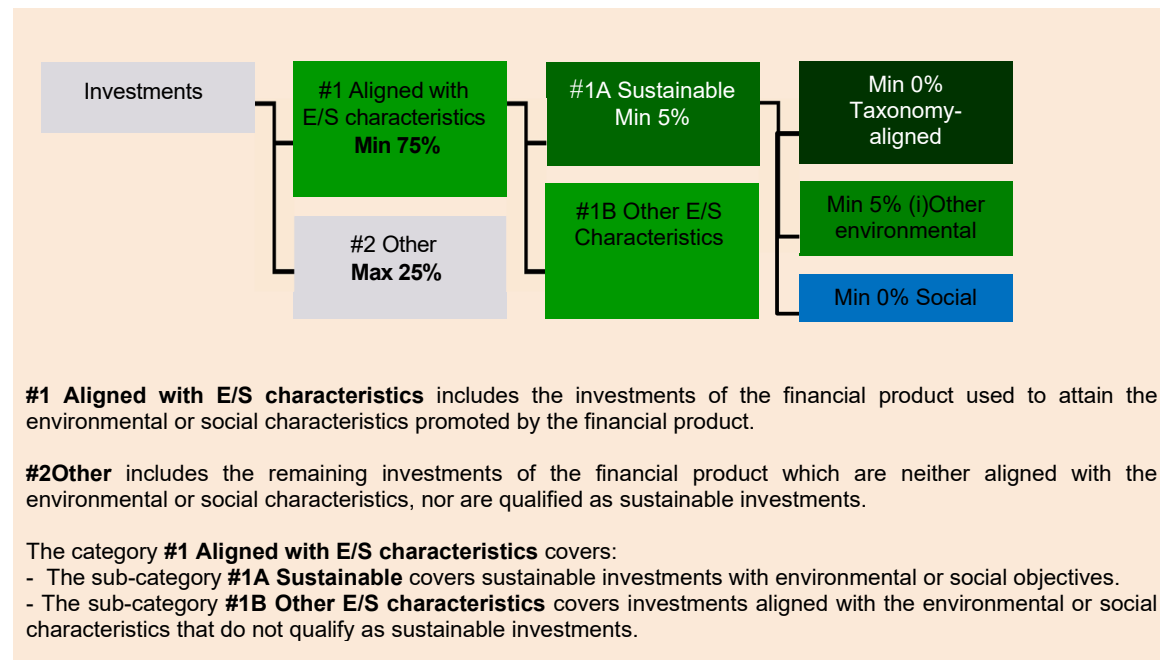 Investments
#1 Aligned with
E/S characteristics
Min 75%
#2 Other
Max 25%
#1A Sustainable
Min 5%
#1B Other E/S
Characteristics
Min 0%
Taxonomy-
aligned
Min 5% (i)Other
environmental
Min 0% Social
#1 Aligned with E/S characteristics includes the investments of the financial product used to attain the
environmental or social characteristics promoted by the financial product.
#2Other includes the remaining investments of the financial product which are neither aligned with the
environmental or social characteristics, nor are qualified as sustainable investments.
The category #1 Aligned with E/S characteristics covers:
- The sub-category #1A Sustainable covers sustainable investments with environmental or social objectives.
- The sub-category #1B Other E/S characteristics covers investments aligned with the environmental or social
characteristics that do not qualify as sustainable investments.